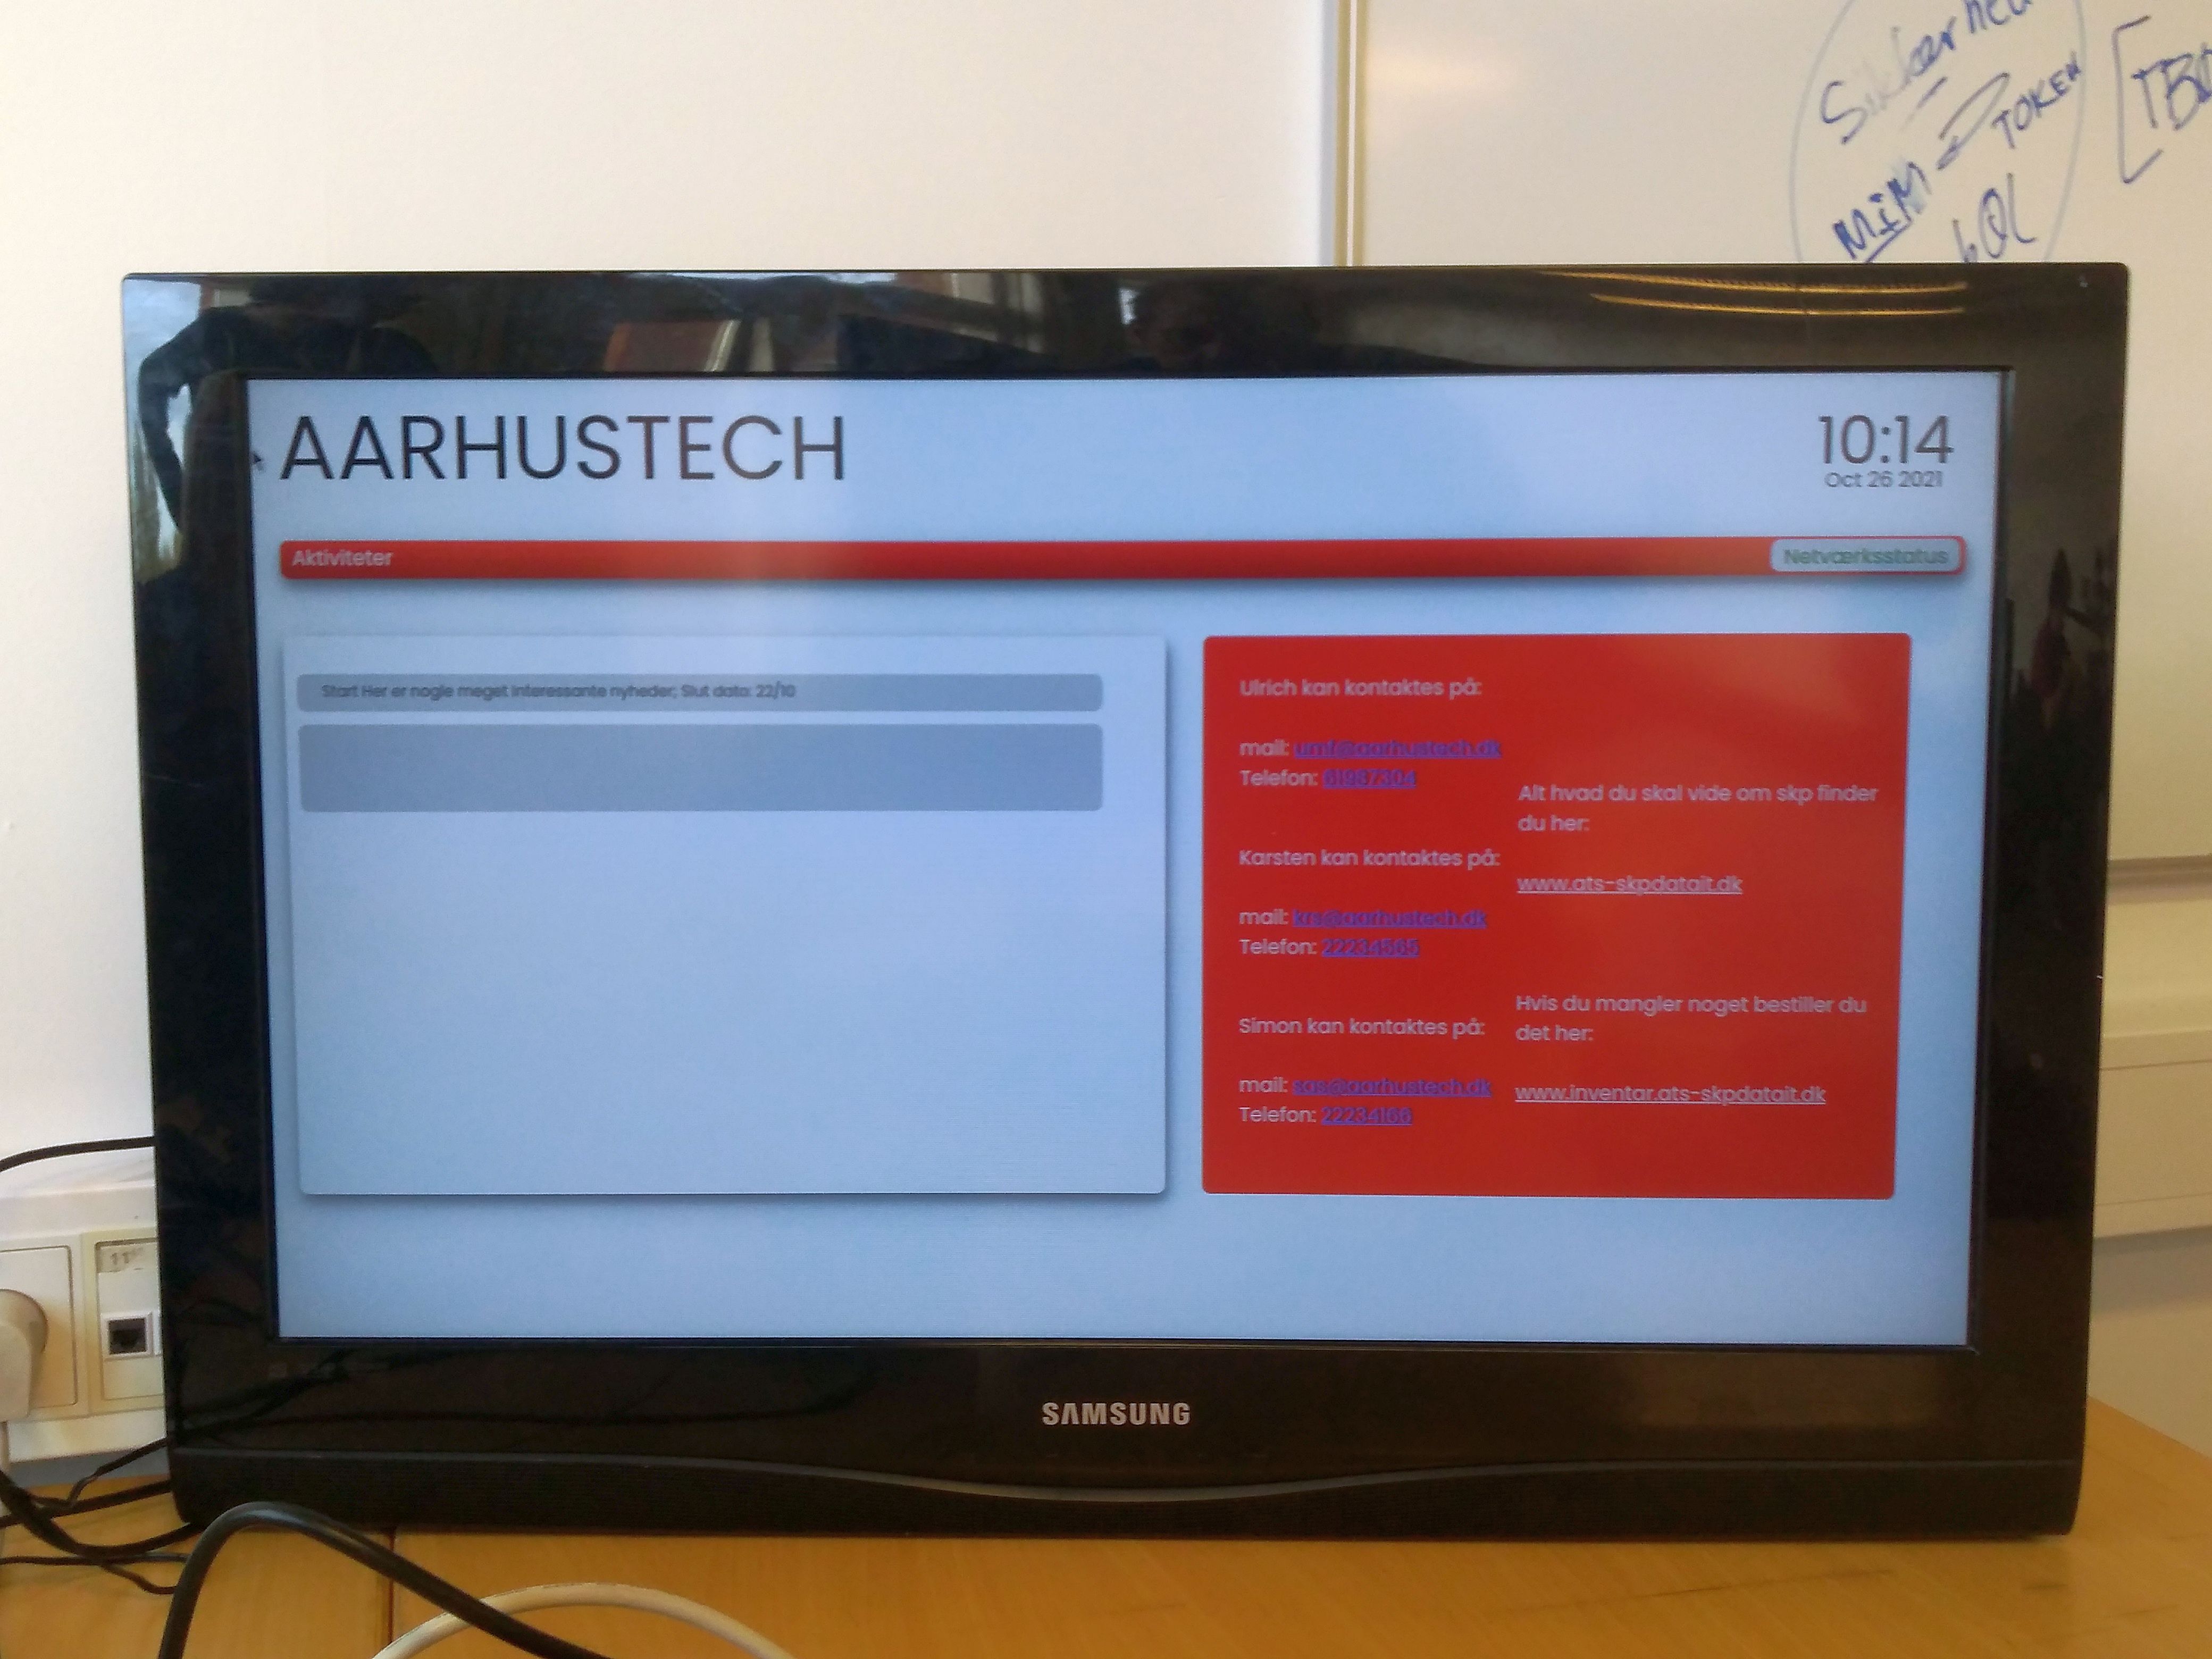 Sikkerhed
MiM TOKEN
AARHUSTECH
10:14
Oct 26 2021
Aktiviteter
Netværksstatus
Start Her er nogle meget interessante nyheder; Slut dato: 22/10
Ulrich kan kontaktes på:
mail: umf@aarhustech.dk
Telefon: 61987304
Karsten kan kontaktes på:
mail: krs@aarhustech.dk
Telefon: 22234565
Simon kan kontaktes på:
mail: sas@aarhustech.dk
Telefon: 22234166
Alt hvad du skal vide om skp finder
du her:
www.ats-skpdatait.dk
Hvis du mangler noget bestiller du
det her:
www.inventar.ats-skpdatait.dk
SAMSUNG